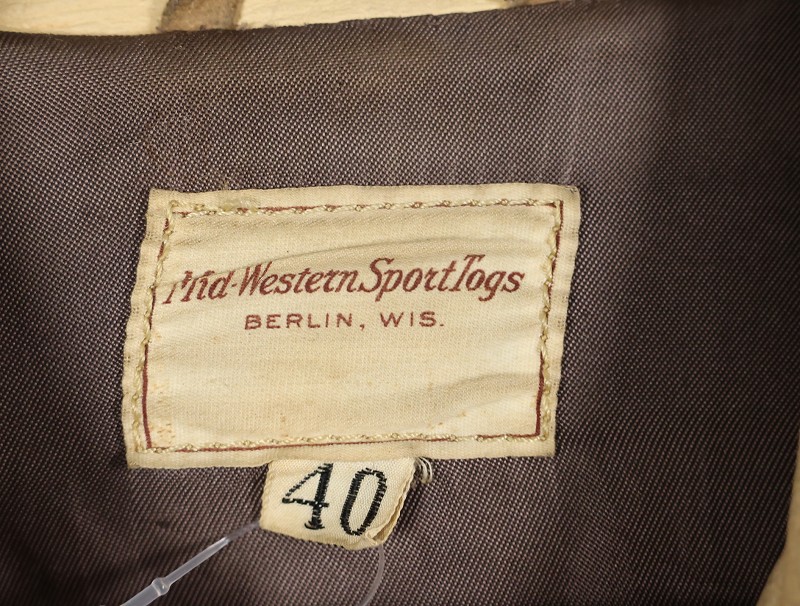 Mid-Western Sport Togs
BERLIN, WIS.
40